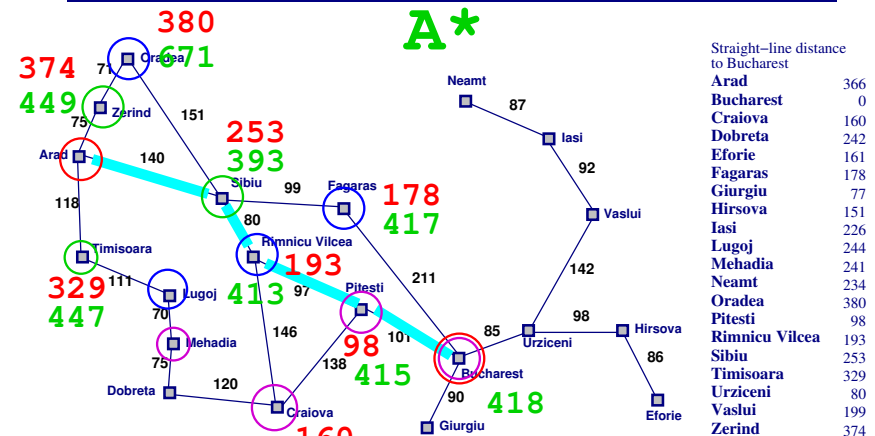 A*
380
671
374
449
Oradea
71
Zerind
75
151
Arad
140
253
393
Sibiu
99
Fagaras
178
417
118
80
Timisoara
329
447
111
Lugoj
70
Mehadia
75
Dobreta
120
Rimnicu Vilcea
193
413
97
Pitesti
98
415
146
138
101
211
Craiova
160
Bucharest
418
90
Giurgiu
85
Urziceni
98
Hirsova
86
Eforie
142
Vaslui
92
Iasi
87
Neamt
Straight−line distance
to Bucharest
Arad 366
Bucharest 0
Craiova 160
Dobreta 242
Eforie 161
Fagaras 178
Giurgiu 77
Hirsova 151
Iasi 226
Lugoj 244
Mehadia 241
Neamt 234
Oradea 380
Pitesti 98
Rimnicu Vilcea 193
Sibiu 253
Timisoara 329
Urziceni 80
Vaslui 199
Zerind 374